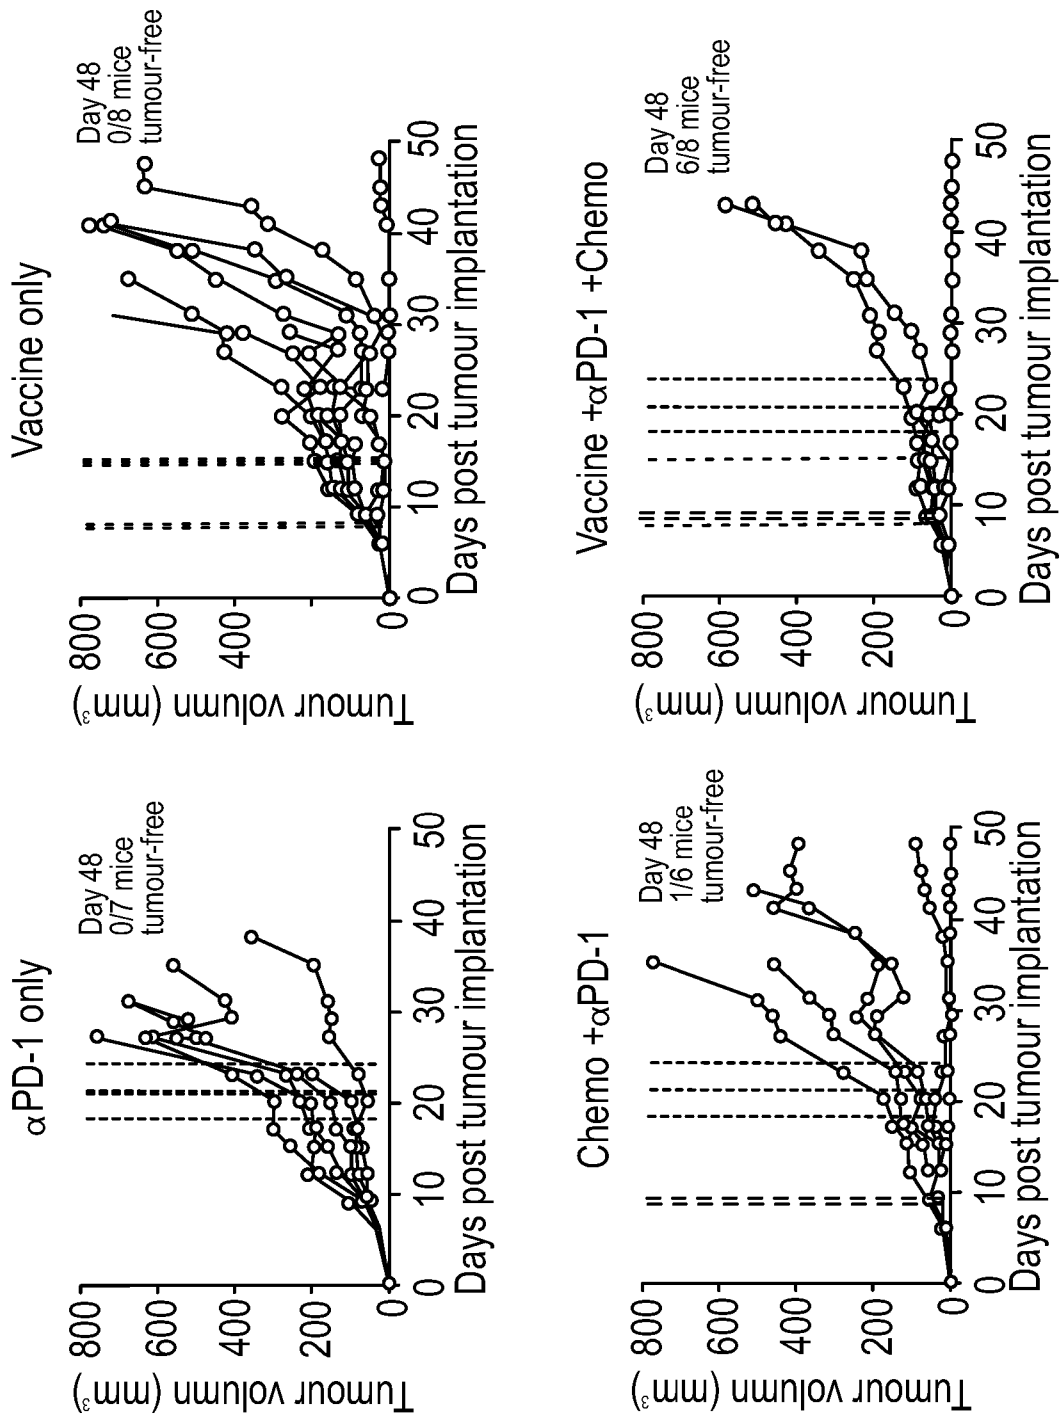 αPD-1 only
Day 48
0/7 mice
tumour-free
Tumour volumn (mm³)
800
600
400
200
0
0 10 20 30 40 50
Days post tumour implantation
Vaccine only
Day 48
0/8 mice
tumour-free
Tumour volumn (mm³)
800
600
400
0
0 10 20 30 40 50
Days post tumour implantation
Chemo +αPD-1
Day 48
1/6 mice
tumour-free
Tumour volumn (mm³)
800
600
400
200
0
0 10 20 30 40 50
Days post tumour implantation
Vaccine +αPD-1 +Chemo
Day 48
6/8 mice
tumour-free
Tumour volumn (mm³)
800
600
400
200
0
0 10 20 30 40 50
Days post tumour implantation